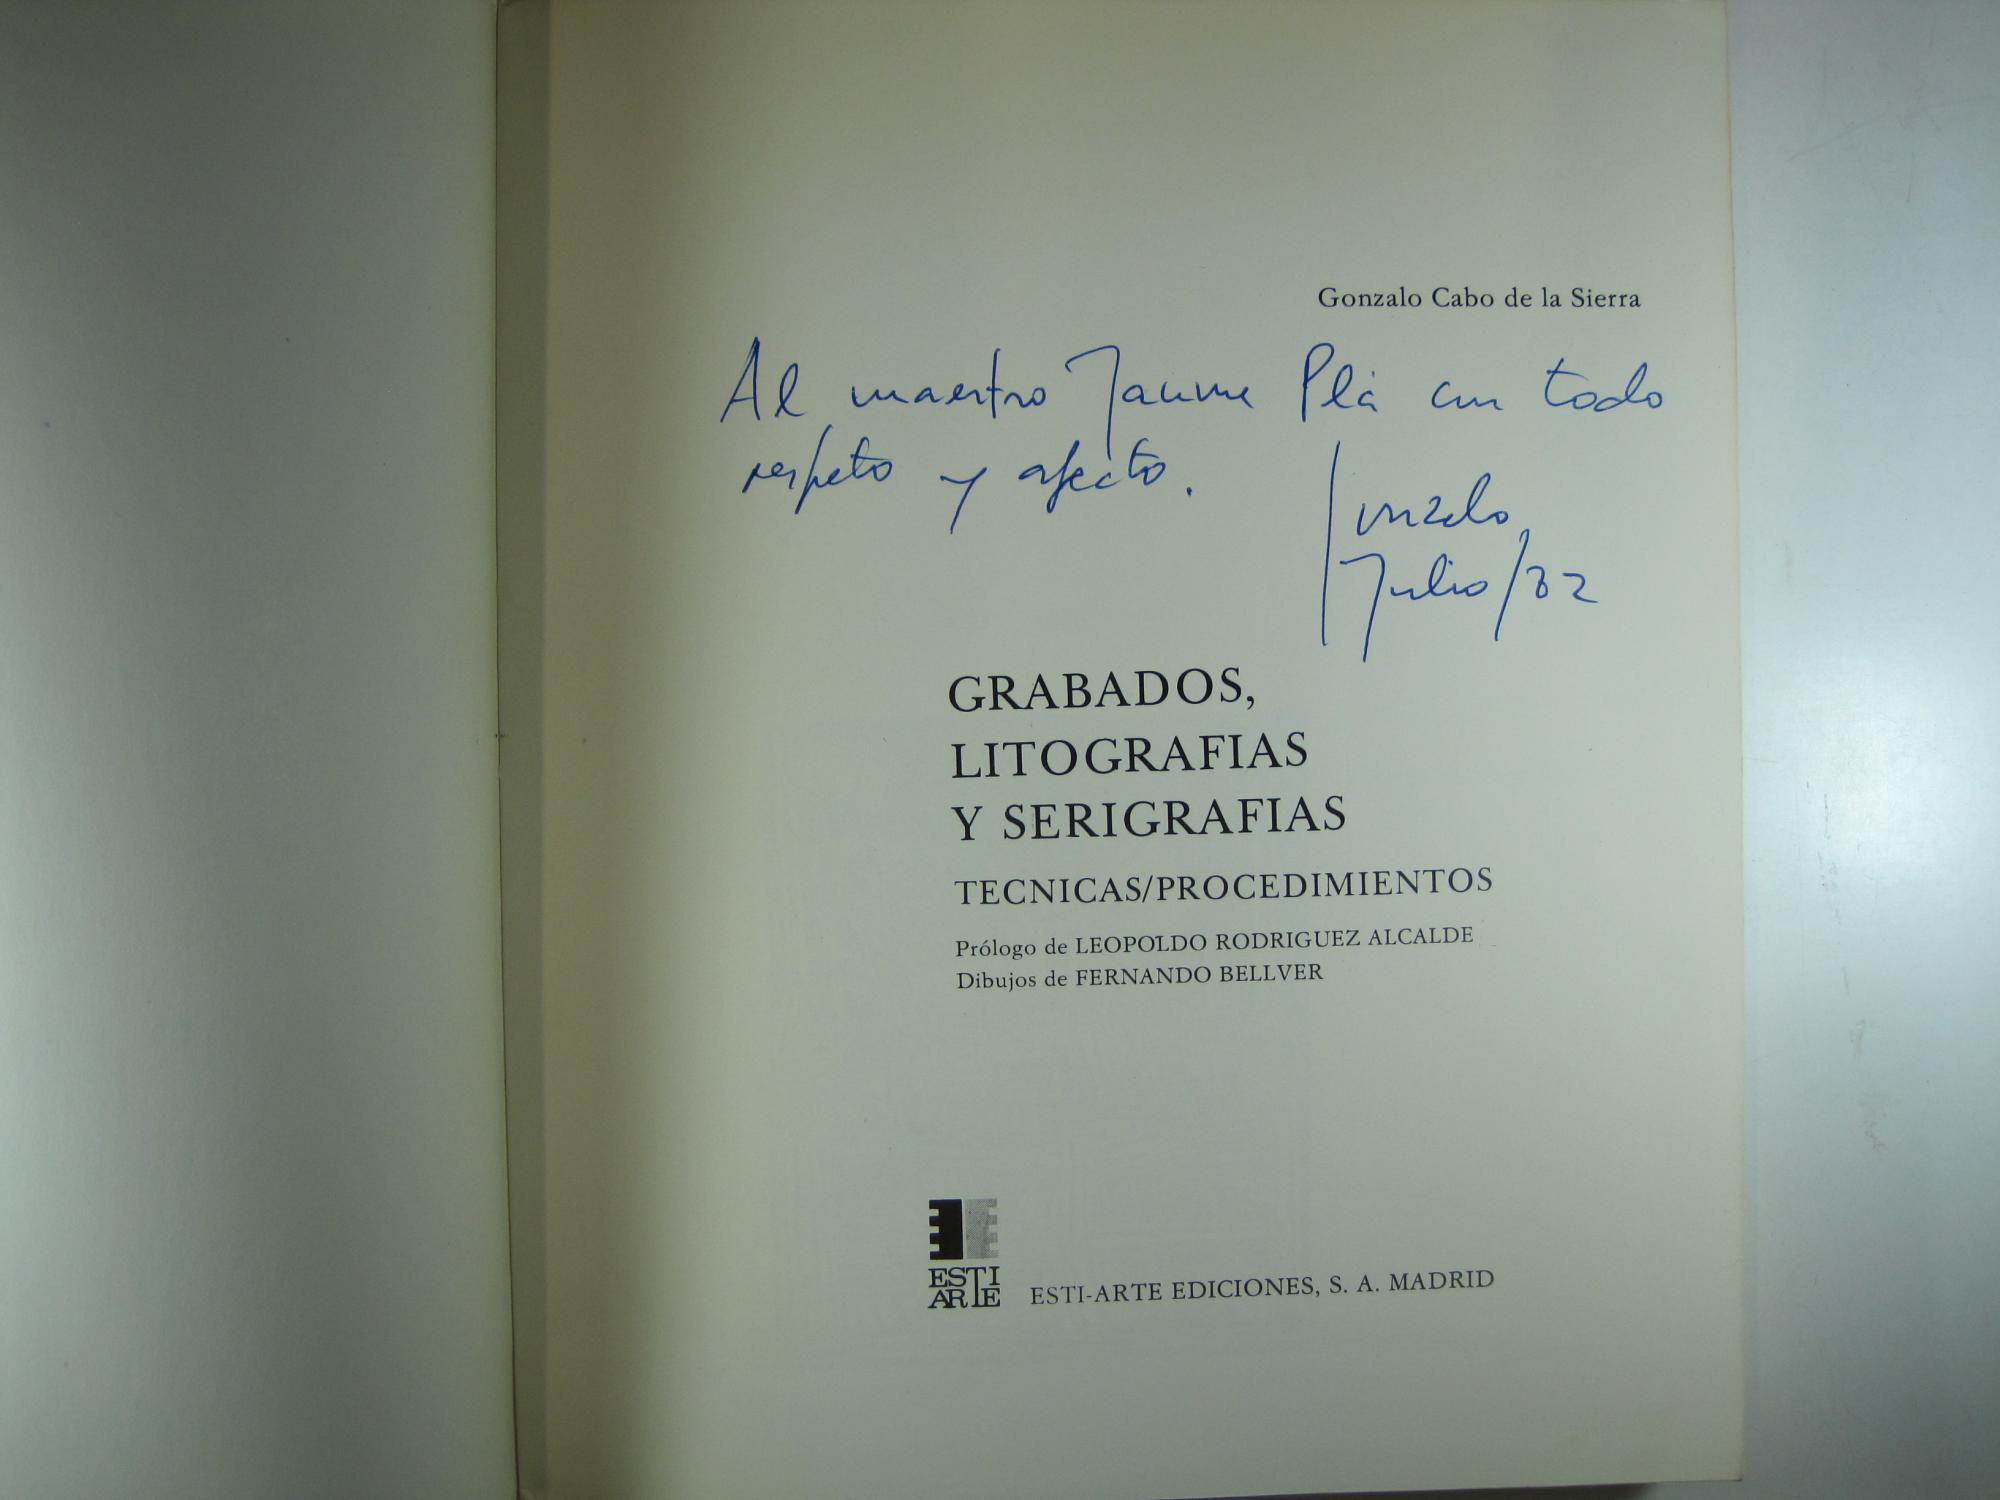 Gonzalo Cabo de la Sierra
Al maestro Jaume Plá con todo
respeto y afecto.
Gonzalo
Julio/82
GRABADOS,
LITOGRAFIAS
Y SERIGRAFIAS
TECNICAS/PROCEDIMIENTOS
Prólogo de LEOPOLDO RODRIGUEZ ALCALDE
Dibujos de FERNANDO BELLVER
ESTI
ARTE
ESTI-ARTE EDICIONES, S. A. MADRID